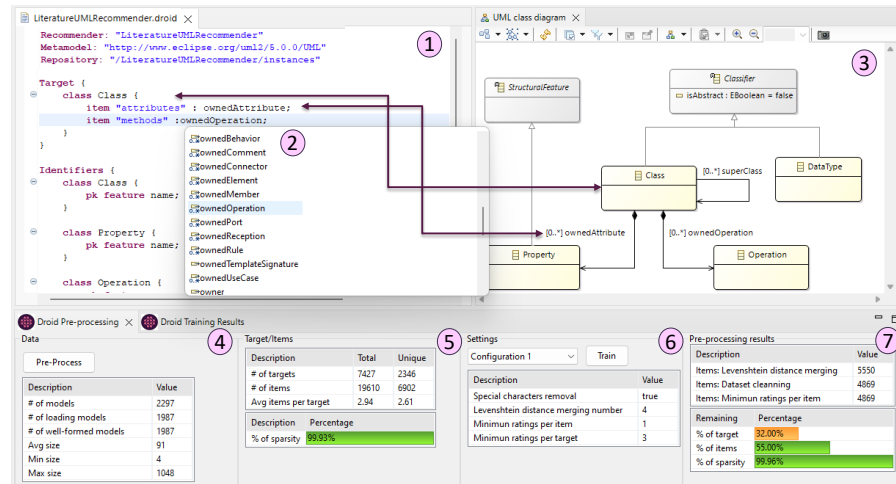 LiteratureUMLRecommender.droid
Recommender: "LiteratureUMLRecommender"
Metamodel: "http://www.eclipse.org/uml2/5.0.0/UML"
Repository: "/LiteratureUMLRecommender/instances"
1
Target {
class Class {
item "attributes" : ownedAttribute;
item "methods" :ownedOperation;
}
}
Identifiers {
class Class {
pk feature name;
}
class Property {
pk feature name;
}
class Operation {
2
ownedBehavior
ownedComment
ownedConnector
ownedElement
ownedMember
ownedOperation
ownedPort
ownedReception
ownedRule
ownedTemplateSignature
ownedUseCase
owner
UML class diagram
3
StructuralFeature
Classifier
isAbstract : EBoolean = false
Class
[0..*] superClass
DataType
[0..*] ownedAttribute
[0..*] ownedOperation
Property
Operation
Droid Pre-processing
Droid Training Results
Data
4
Pre-Process
Description Value
# of models 2297
# of loading models 1987
# of well-formed models 1987
Avg size 91
Min size 4
Max size 1048
Target/Items
5
Description Total Unique
# of targets 7427 2346
# of items 19610 6902
Avg items per target 2.94 2.61
Description Percentage
% of sparsity 99.93%
Settings
6
Configuration 1
Train
Description Value
Special characters removal true
Levenshtein distance merging number 4
Minimun ratings per item 1
Minimun ratings per target 3
Pre-processing results
7
Description Value
Items: Levenshtein distance merging 5550
Items: Dataset cleanning 4869
Items: Minimun ratings per item 4869
Remaining Percentage
% of target 32.00%
% of items 55.00%
% of sparsity 99.96%